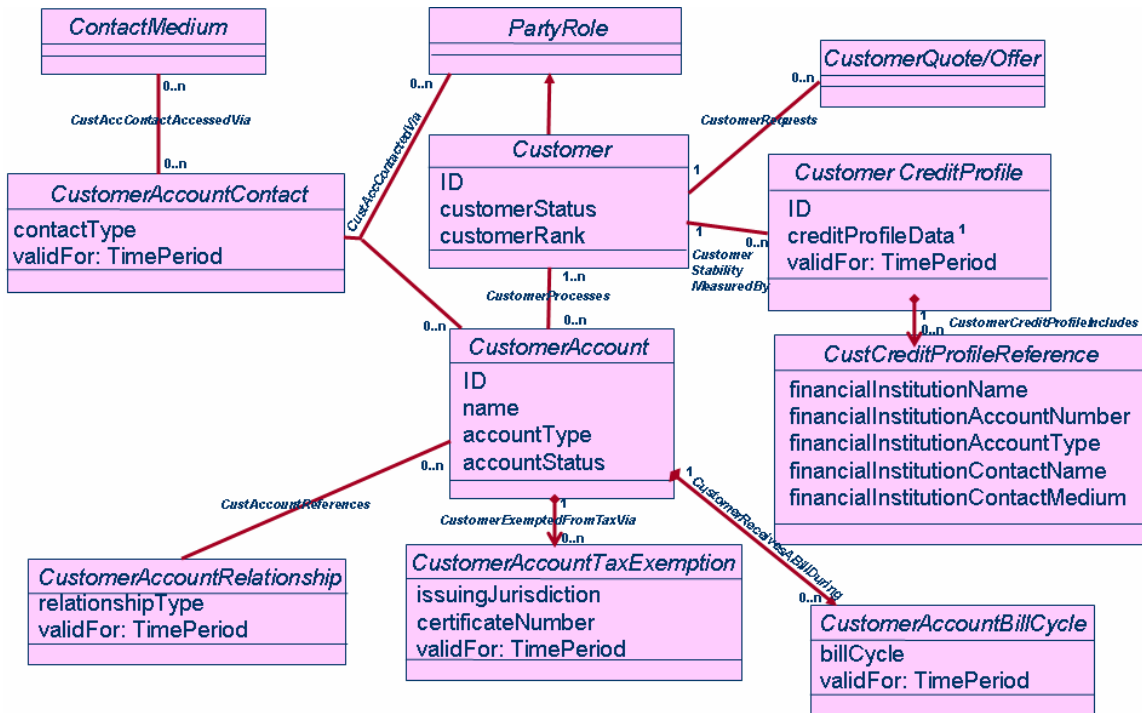 ContactMedium
PartyRole
CustomerQuote/Offer
0..n
0..n
0..n
CustAccContactAccessedVia
CustAccContactedVia
CustomerRequests
0..n
Customer
ID
customerStatus
customerRank
1
1
Customer CreditProfile
ID
creditProfileData¹
validFor: TimePeriod
0..n
Customer
Stability
MeasuredBy
CustomerAccountContact
contactType
validFor: TimePeriod
1..n
CustomerProcesses
0..n
0..n
1
0..n
CustomerCreditProfileIncludes
CustomerAccount
ID
name
accountType
accountStatus
CustCreditProfileReference
financialInstitutionName
financialInstitutionAccountNumber
financialInstitutionAccountType
financialInstitutionContactName
financialInstitutionContactMedium
0..n
CustAccountReferences
1
CustomerReceivesABillDuring
0..n
1
CustomerExemptedFromTaxVia
0..n
CustomerAccountRelationship
relationshipType
validFor: TimePeriod
CustomerAccountTaxExemption
issuingJurisdiction
certificateNumber
validFor: TimePeriod
CustomerAccountBillCycle
billCycle
validFor: TimePeriod